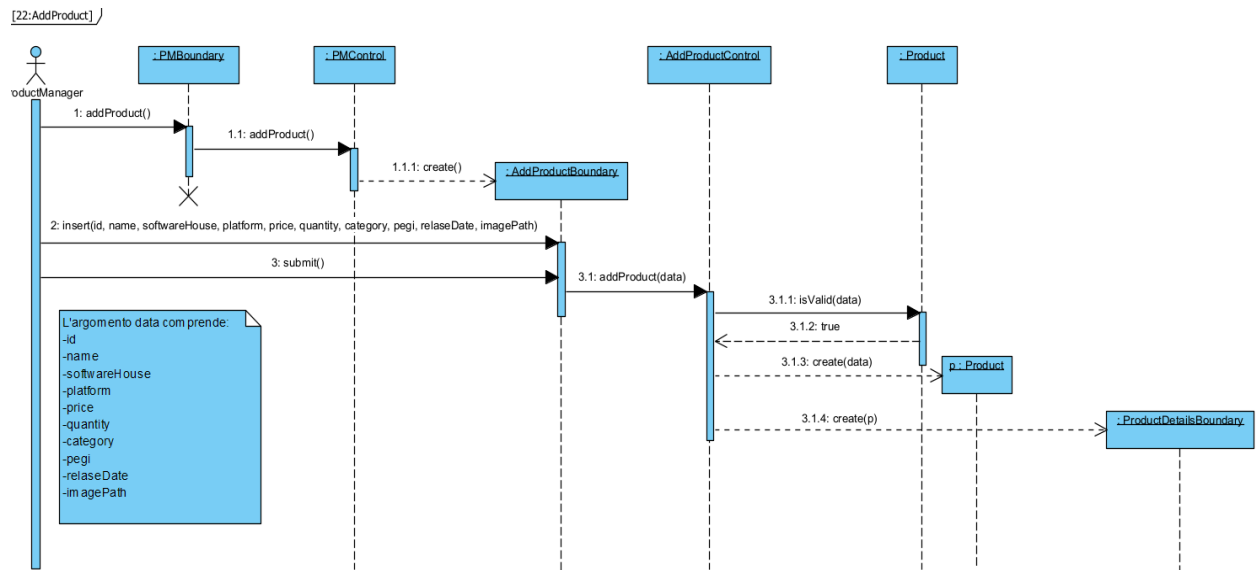 [22:AddProduct]
: PMBoundary
: PMControl
: AddProductControl
: Product
roductManager
1: addProduct()
1.1: addProduct()
1.1.1: create()
: AddProductBoundary
2: insert(id, name, softwareHouse, platform, price, quantity, category, pegi, relaseDate, imagePath)
3: submit()
3.1: addProduct(data)
3.1.1: isValid(data)
3.1.2: true
3.1.3: create(data)
p : Product
3.1.4: create(p)
: ProductDetailsBoundary
L'argomento data comprende:
-id
-name
-softwareHouse
-platform
-price
-quantity
-category
-pegi
-relaseDate
-imagePath